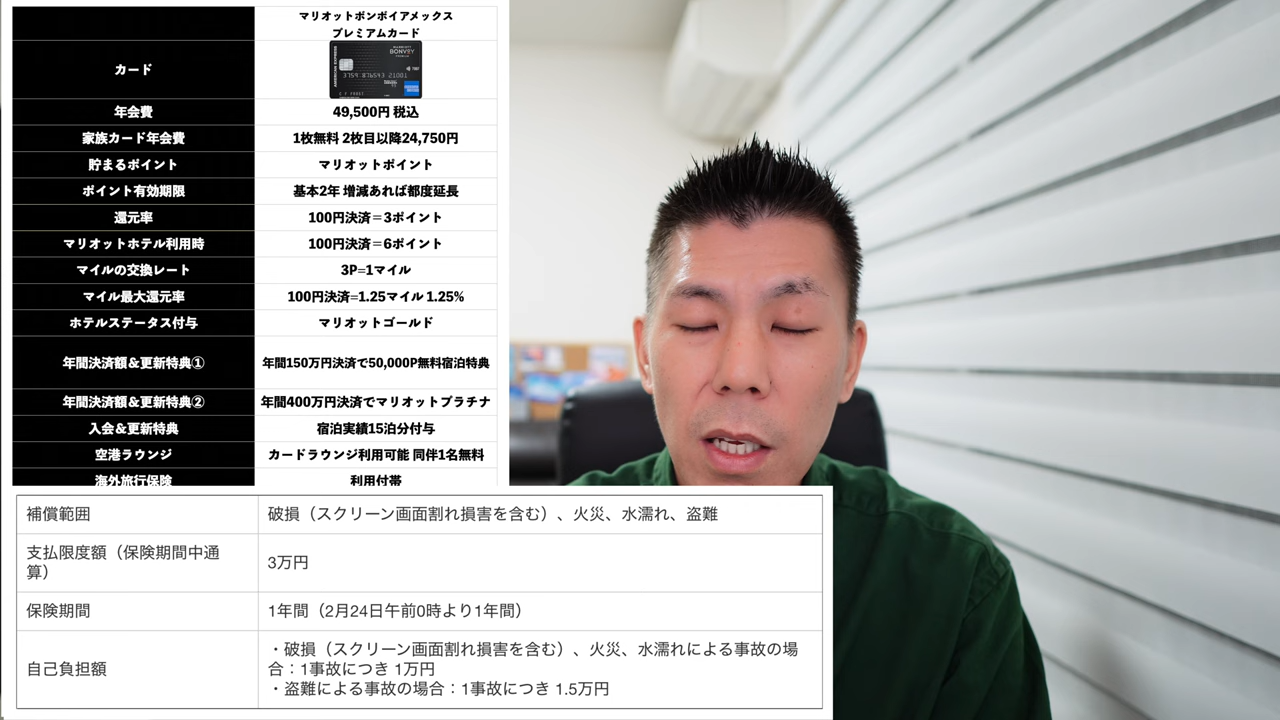 マリオットボンボイアメックス
プレミアムカード
カード
BONVOY
3759 876543 21001
年会費
49,500円 税込
家族カード年会費
1枚無料 2枚目以降24,750円
貯まるポイント
マリオットポイント
ポイント有効期限
基本2年 増減あれば都度延長
還元率
100円決済＝3ポイント
マリオットホテル利用時
100円決済＝6ポイント
マイルの交換レート
3P=1マイル
マイル最大還元率
100円決済=1.25マイル 1.25%
ホテルステータス付与
マリオットゴールド
年間決済額＆更新特典①
年間150万円決済で50,000P無料宿泊特典
年間決済額＆更新特典②
年間400万円決済でマリオットプラチナ
入会＆更新特典
宿泊実績15泊分付与
空港ラウンジ
カードラウンジ利用可能 同伴1名無料
海外旅行保険
利用付帯
補償範囲
破損（スクリーン画面割れ損害を含む）、火災、水濡れ、盗難
支払限度額（保険期間中通
算）
3万円
保険期間
1年間（2月24日午前0時より1年間）
自己負担額
・破損（スクリーン画面割れ損害を含む）、火災、水濡れによる事故の場
合：1事故につき 1万円
・盗難による事故の場合：1事故につき 1.5万円